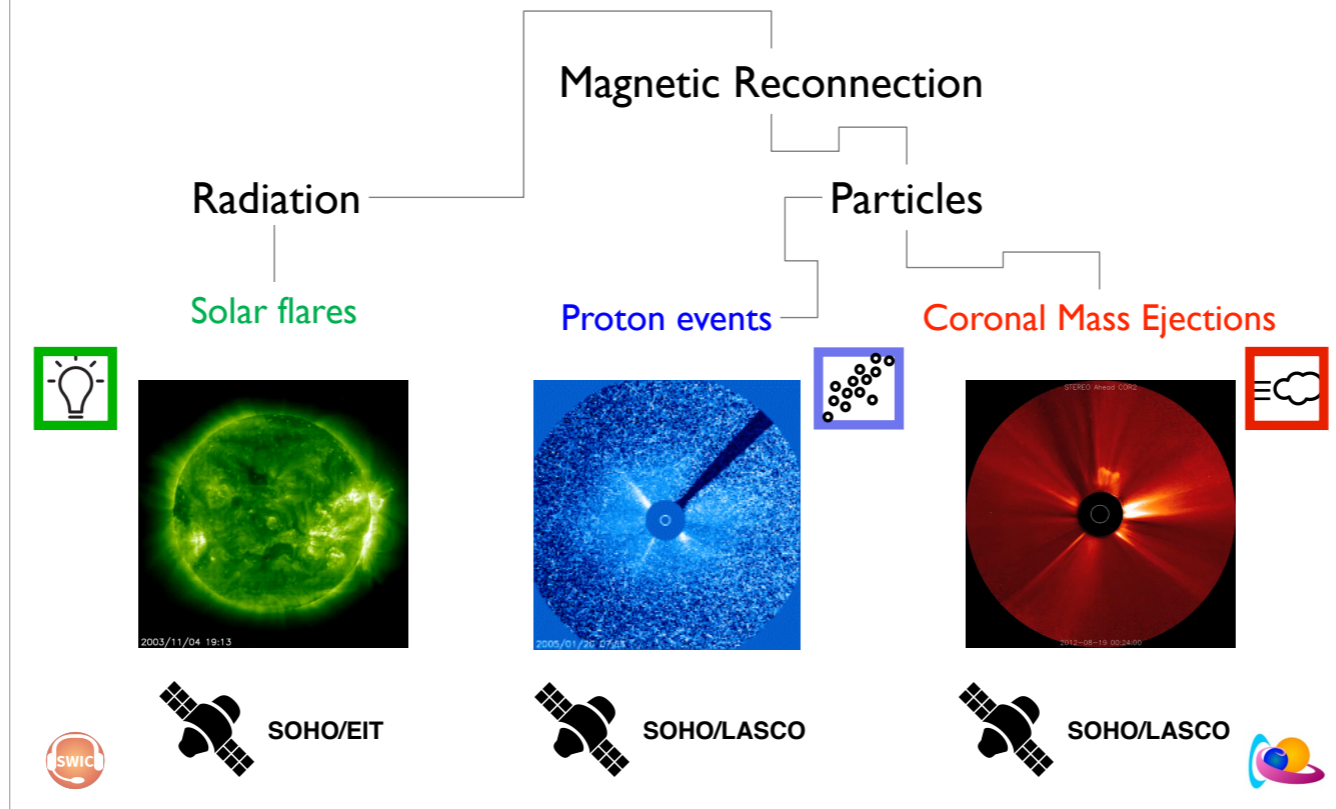 Magnetic Reconnection
Radiation
Particles
Solar flares
Proton events
Coronal Mass Ejections
STEREO Ahead COR2
2003/11/04 19:13
2012-08-19 00:24:00
SOHO/EIT
SOHO/LASCO
SOHO/LASCO
SWIC